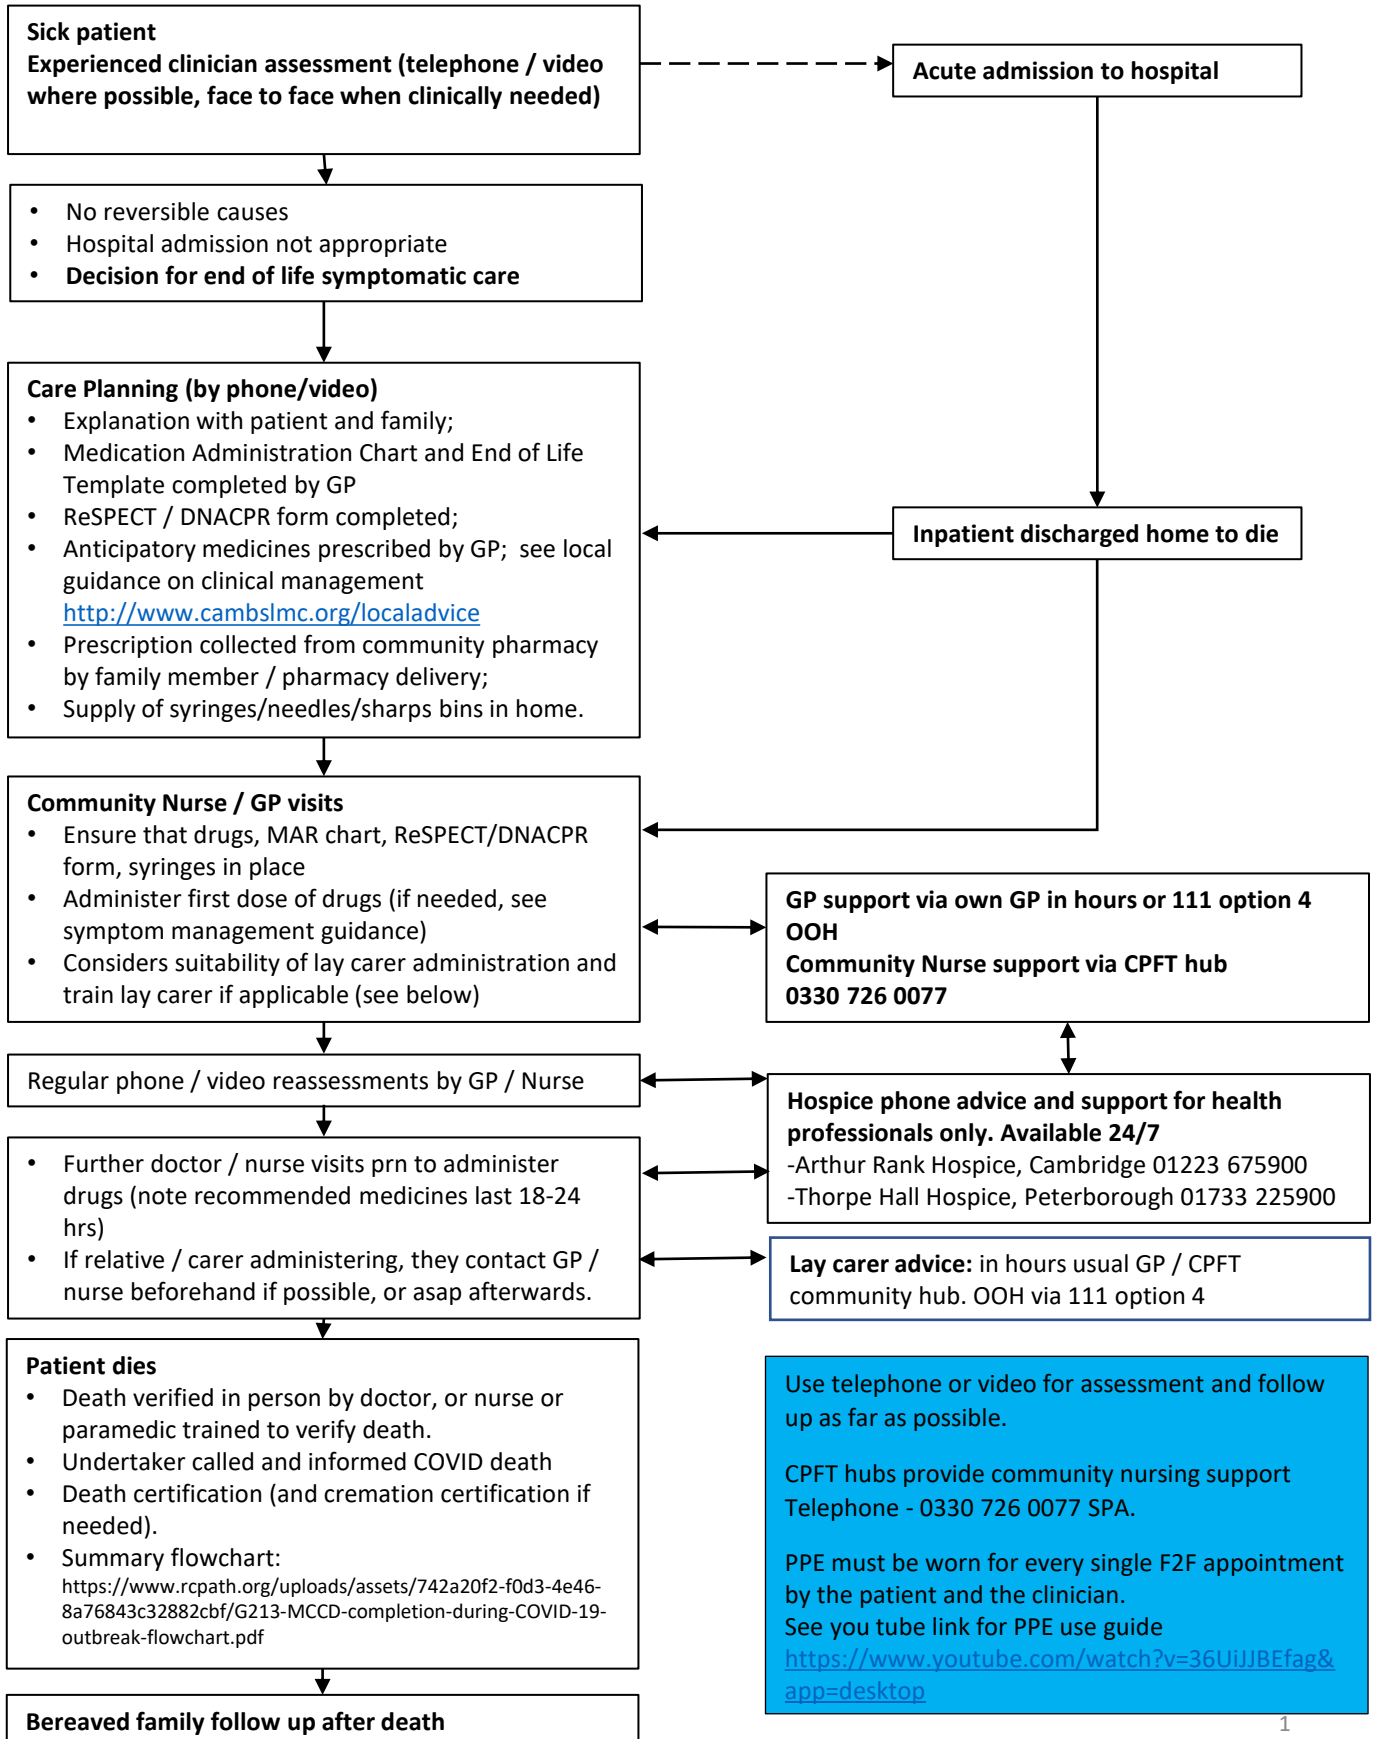 Sick patient
Experienced clinician assessment (telephone / video
where possible, face to face when clinically needed)
Acute admission to hospital
• No reversible causes
• Hospital admission not appropriate
• Decision for end of life symptomatic care
Care Planning (by phone/video)
• Explanation with patient and family;
• Medication Administration Chart and End of Life
Template completed by GP
• ReSPECT / DNACPR form completed;
• Anticipatory medicines prescribed by GP; see local
guidance on clinical management
http://www.cambslmc.org/localadvice
• Prescription collected from community pharmacy
by family member / pharmacy delivery;
• Supply of syringes/needles/sharps bins in home.
Inpatient discharged home to die
Community Nurse / GP visits
• Ensure that drugs, MAR chart, ReSPECT/DNACPR
form, syringes in place
• Administer first dose of drugs (if needed, see
symptom management guidance)
• Considers suitability of lay carer administration and
train lay carer if applicable (see below)
GP support via own GP in hours or 111 option 4
OOH
Community Nurse support via CPFT hub
0330 726 0077
Regular phone / video reassessments by GP / Nurse
Hospice phone advice and support for health
professionals only. Available 24/7
-Arthur Rank Hospice, Cambridge 01223 675900
-Thorpe Hall Hospice, Peterborough 01733 225900
• Further doctor / nurse visits prn to administer
drugs (note recommended medicines last 18-24
hrs)
• If relative / carer administering, they contact GP /
nurse beforehand if possible, or asap afterwards.
Lay carer advice: in hours usual GP / CPFT
community hub. OOH via 111 option 4
Patient dies
• Death verified in person by doctor, or nurse or
paramedic trained to verify death.
• Undertaker called and informed COVID death
• Death certification (and cremation certification if
needed).
• Summary flowchart:
https://www.rcpath.org/uploads/assets/742a20f2-f0d3-4e46-
8a76843c32882cbf/G213-MCCD-completion-during-COVID-19-
outbreak-flowchart.pdf
Use telephone or video for assessment and follow
up as far as possible.
CPFT hubs provide community nursing support
Telephone - 0330 726 0077 SPA.
PPE must be worn for every single F2F appointment
by the patient and the clinician.
See you tube link for PPE use guide
https://www.youtube.com/watch?v=36UiJJBEfag&
app=desktop
Bereaved family follow up after death
1